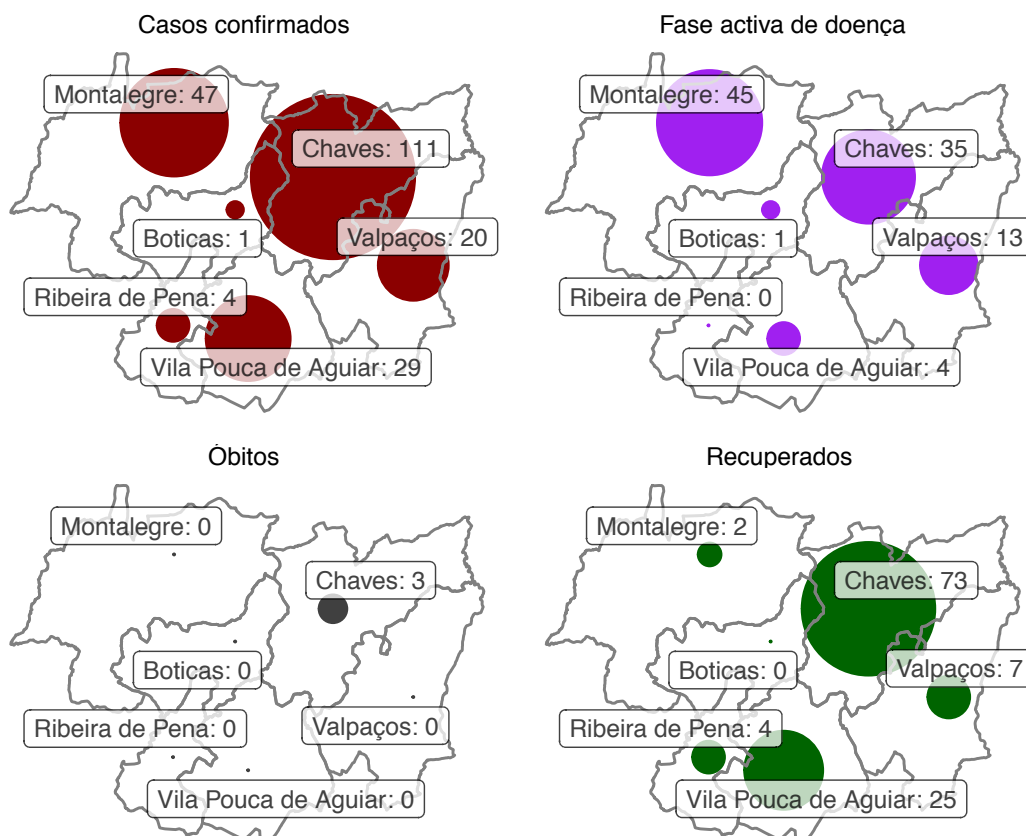 Casos confirmados
Montalegre: 47
Chaves: 111
Boticas: 1
Valpaços: 20
Ribeira de Pena: 4
Vila Pouca de Aguiar: 29
Fase activa de doença
Montalegre: 45
Chaves: 35
Boticas: 1
Valpaços: 13
Ribeira de Pena: 0
Vila Pouca de Aguiar: 4
Óbitos
Montalegre: 0
Chaves: 3
Boticas: 0
Valpaços: 0
Ribeira de Pena: 0
Vila Pouca de Aguiar: 0
Recuperados
Montalegre: 2
Chaves: 73
Boticas: 0
Valpaços: 7
Ribeira de Pena: 4
Vila Pouca de Aguiar: 25